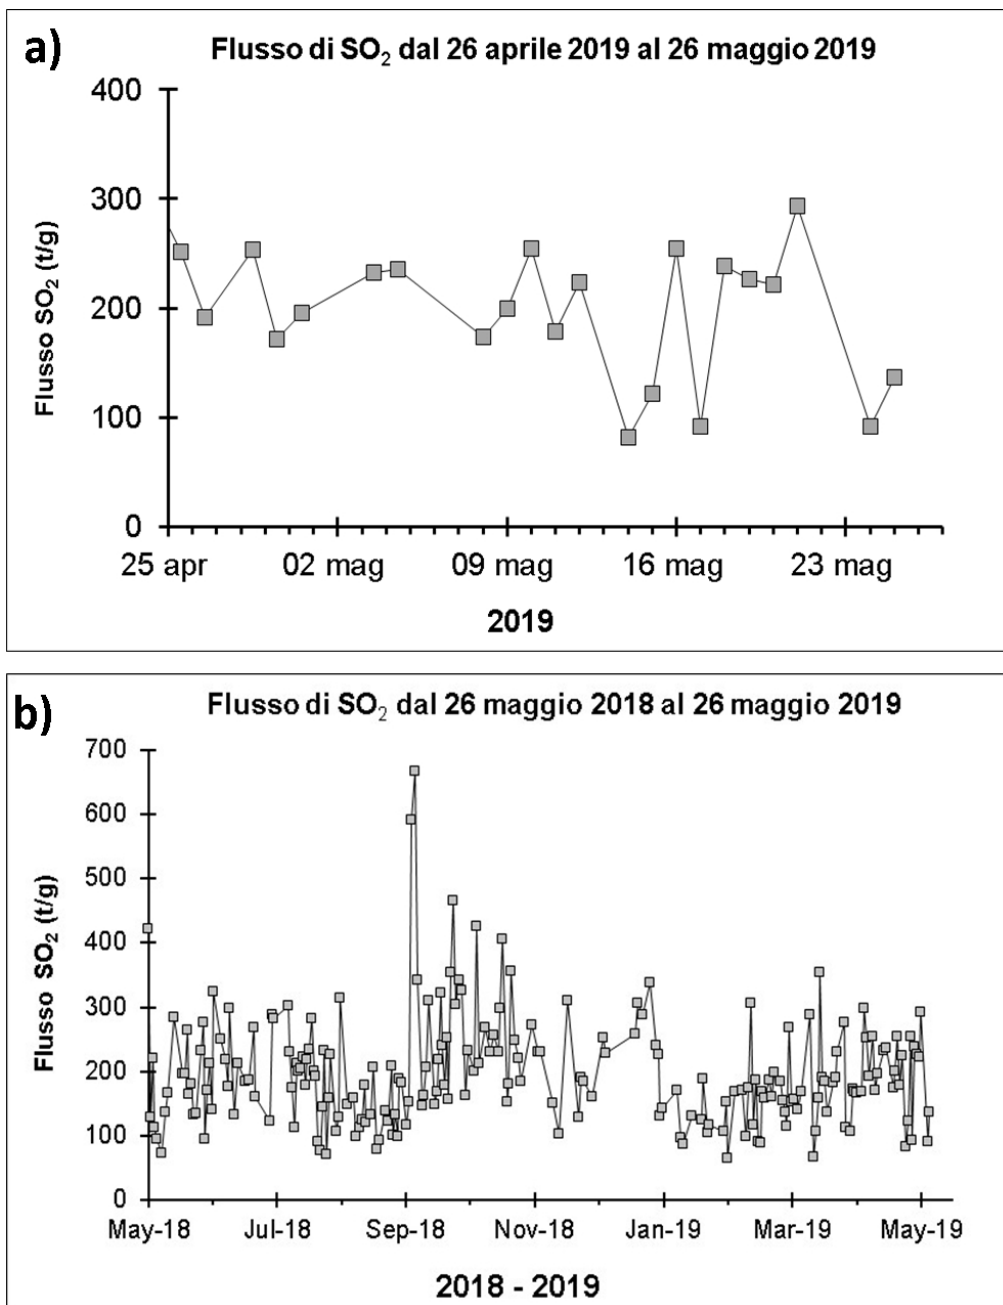 a)
Flusso di SO₂ dal 26 aprile 2019 al 26 maggio 2019
400
300
200
100
0
Flusso SO₂ (t/g)
25 apr 02 mag 09 mag 16 mag 23 mag
2019
b)
Flusso di SO₂ dal 26 maggio 2018 al 26 maggio 2019
700
600
500
400
300
200
100
0
Flusso SO₂ (t/g)
May-18 Jul-18 Sep-18 Nov-18 Jan-19 Mar-19 May-19
2018 - 2019